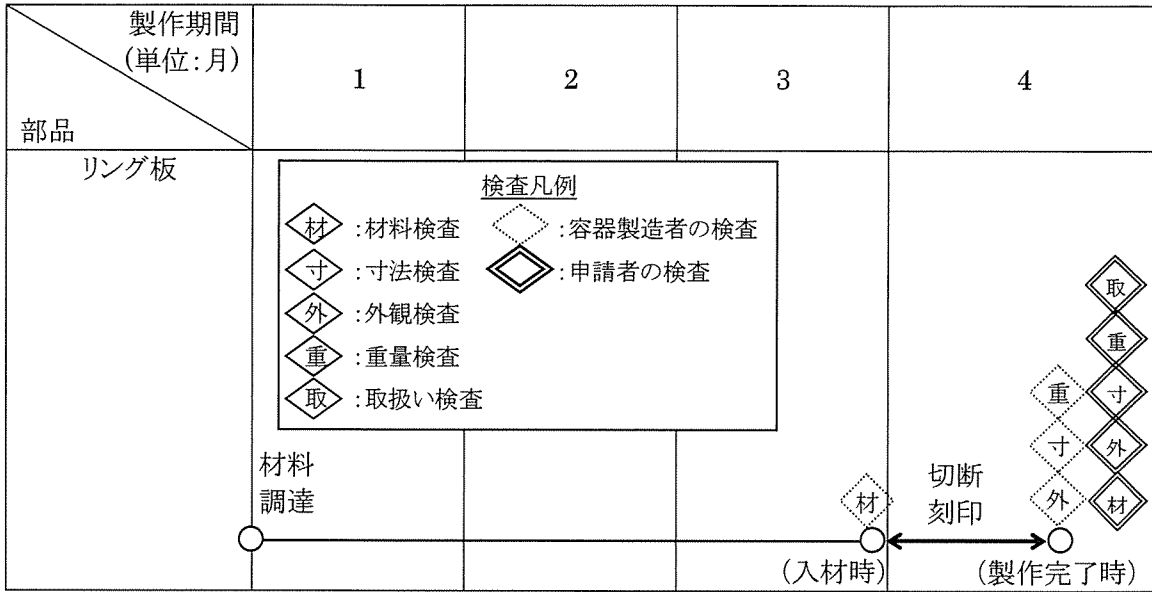 製作期間
(単位:月)
部品
1
2
3
4
リング板
検査凡例
材 :材料検査
寸 :寸法検査
外 :外観検査
重 :重量検査
取 :取扱い検査
:容器製造者の検査
:申請者の検査
取
重
重 寸
寸 外
材 外 材
材料
調達
切断
刻印
(入材時)
(製作完了時)